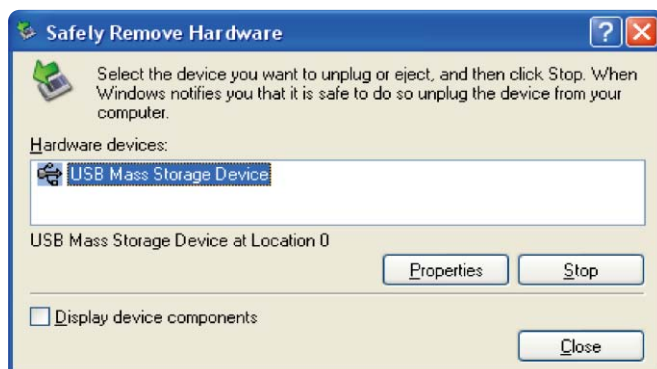 Safely Remove Hardware
Select the device you want to unplug or eject, and then click Stop. When
Windows notifies you that it is safe to do so unplug the device from your
computer.
Hardware devices:
USB Mass Storage Device
USB Mass Storage Device at Location 0
Properties Stop
Display device components
Close